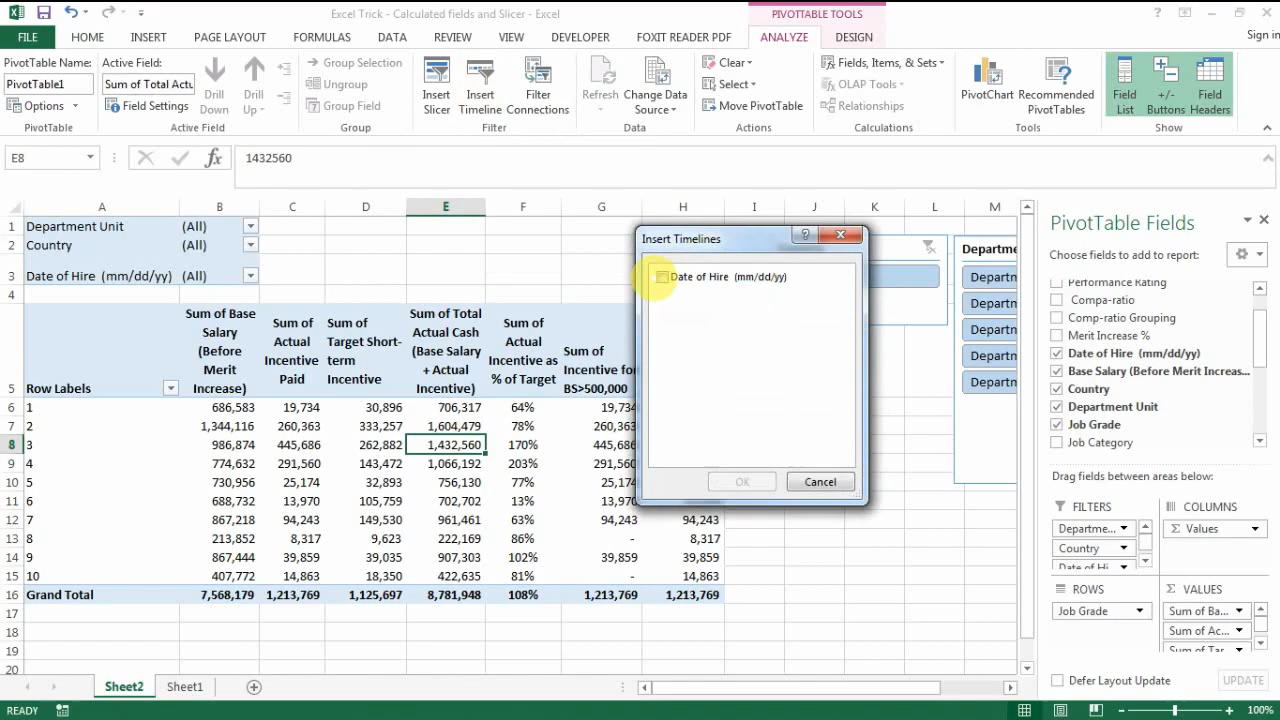 Excel Trick - Calculated fields and Slicer - Excel
PIVOTTABLE TOOLS
?
FILE HOME INSERT PAGE LAYOUT FORMULAS DATA REVIEW VIEW DEVELOPER FOXIT READER PDF ANALYZE DESIGN Sign in
PivotTable Name:
PivotTable1
Options
PivotTable
Active Field:
Sum of Total Actu
Field Settings
Drill Down
Drill Up
Active Field
Group Selection
Ungroup
Group Field
Group
Insert Slicer
Insert Timeline
Filter Connections
Filter
Refresh
Change Data Source
Data
Clear
Select
Move PivotTable
Actions
Fields, Items, & Sets
OLAP Tools
Relationships
Calculations
PivotChart
Recommended PivotTables
Tools
Field List
+/- Buttons
Field Headers
Show
E8 fx 1432560
A B C D E F G H I J K L M
1 Department Unit (All)
2 Country (All)
3 Date of Hire (mm/dd/yy) (All)
4
5 Row Labels
Sum of Base Salary (Before Merit Increase)
Sum of Actual Incentive Paid
Sum of Target Short-term Incentive
Sum of Total Actual Cash (Base Salary + Actual Incentive)
Sum of Actual Incentive as % of Target
Sum of Incentive for BS>500,000
6 1 686,583 19,734 30,896 706,317 64% 19,734
7 2 1,344,116 260,363 333,257 1,604,479 78% 260,363
8 3 986,874 445,686 262,882 1,432,560 170% 445,686
9 4 774,632 291,560 143,472 1,066,192 203% 291,560
10 5 730,956 25,174 32,893 756,130 77% 25,174
11 6 688,732 13,970 105,759 702,702 13% 13,970
12 7 867,218 94,243 149,530 961,461 63% 94,243 94,243
13 8 213,852 8,317 9,623 222,165 86% - 8,317
14 9 867,444 39,859 39,035 907,303 102% 39,859 39,859
15 10 407,772 14,863 18,350 422,635 81% - 14,863
16 Grand Total 7,568,179 1,213,769 1,125,697 8,781,948 108% 1,213,769 1,213,769
17
18
19
20
Insert Timelines
?
Date of Hire (mm/dd/yy)
OK Cancel
Departme
Departm
Departm
Departm
Departm
Departm
PivotTable Fields
Choose fields to add to report:
Performance Rating
Compa-ratio
Comp-ratio Grouping
Merit Increase %
Date of Hire (mm/dd/yy)
Base Salary (Before Merit Increas...
Country
Department Unit
Job Grade
Job Category
Drag fields between areas below:
FILTERS
Departme...
Country
Date of Hi...
COLUMNS
Values
ROWS
Job Grade
Σ VALUES
Sum of Ba...
Sum of Ac...
Sum of Tar...
Defer Layout Update UPDATE
Sheet2 Sheet1
READY 100%